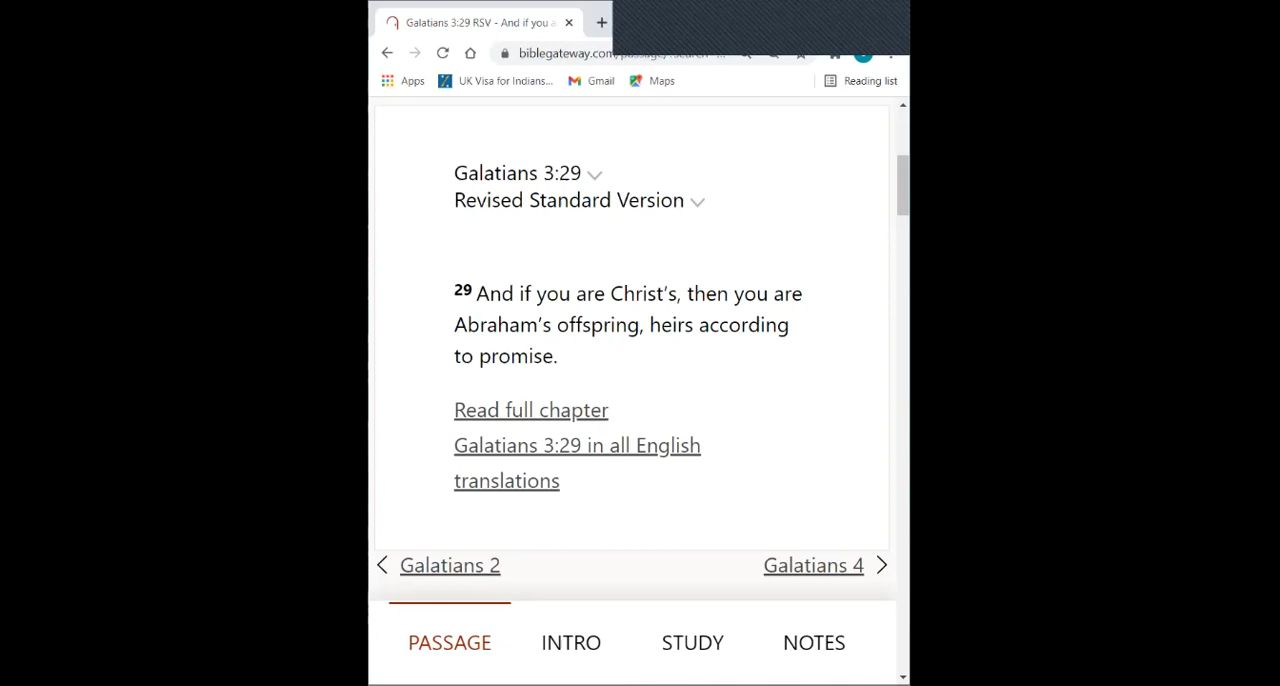 Galatians 3:29 RSV - And if you a
biblegateway.com/passage/?search=...
Apps UK Visa for Indians... Gmail Maps Reading list
Galatians 3:29
Revised Standard Version
29 And if you are Christ's, then you are
Abraham's offspring, heirs according
to promise.
Read full chapter
Galatians 3:29 in all English
translations
Galatians 2 Galatians 4
PASSAGE INTRO STUDY NOTES